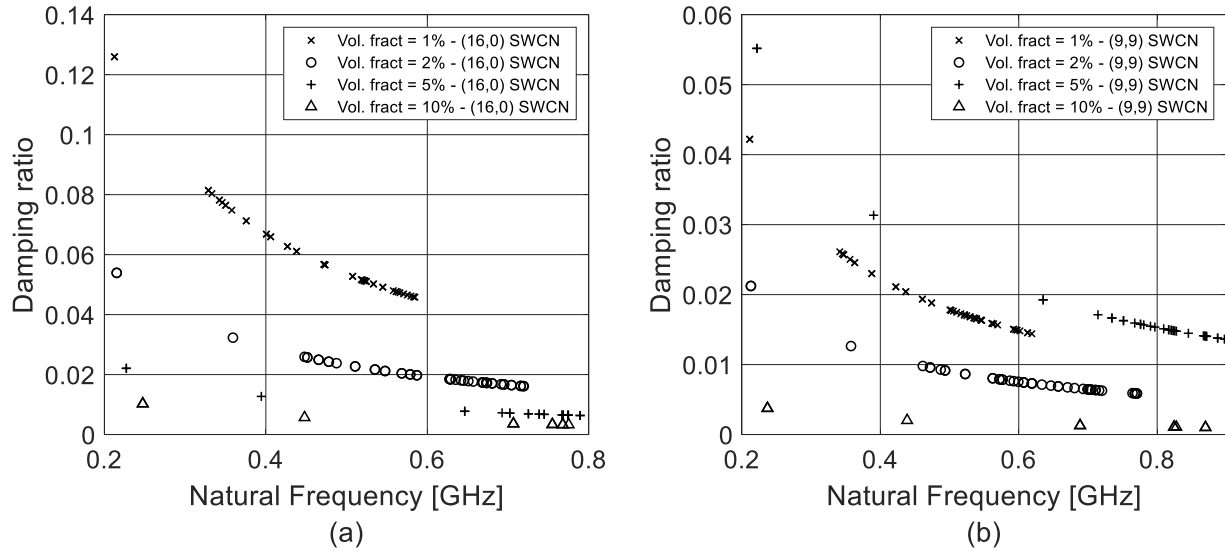 0.14
0.12
0.1
0.08
0.06
0.04
0.02
0
Damping ratio
Vol. fract = 1% - (16,0) SWCN
Vol. fract = 2% - (16,0) SWCN
Vol. fract = 5% - (16,0) SWCN
Vol. fract = 10% - (16,0) SWCN
0.2 0.4 0.6 0.8
Natural Frequency [GHz]
(a)
0.06
0.05
0.04
0.03
0.02
0.01
0
Damping ratio
Vol. fract = 1% - (9,9) SWCN
Vol. fract = 2% - (9,9) SWCN
Vol. fract = 5% - (9,9) SWCN
Vol. fract = 10% - (9,9) SWCN
0.2 0.4 0.6 0.8
Natural Frequency [GHz]
(b)